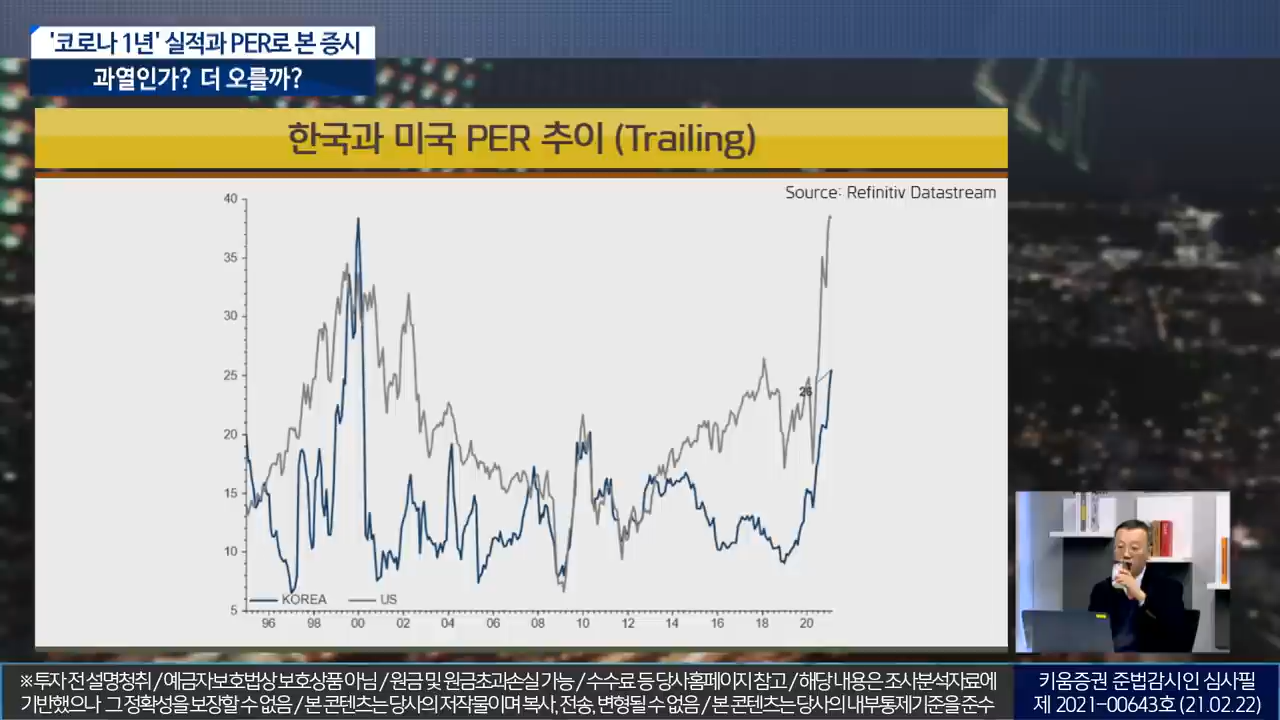 '코로나 1년' 실적과 PER로 본 증시
과열인가? 더 오를까?
한국과 미국 PER 추이 (Trailing)
Source: Refinitiv Datastream
40
35
30
25
20
15
10
5
26
KOREA US
96 98 00 02 04 06 08 10 12 14 16 18 20
※ 투자 전 설명청취 / 예금자보호법상 보호상품 아님 / 원금 및 원금초과손실 가능 / 수수료 등 당사홈페이지 참고 / 해당 내용은 조사분석자료에
기반했으나 그 정확성을 보장할 수 없음 / 본 콘텐츠는 당사의 저작물이며 복사, 전송, 변형될 수 없음 / 본 콘텐츠는 당사의 내부통제기준을 준수
키움증권 준법감시인 심사필
제 2021-00643호 (21.02.22)